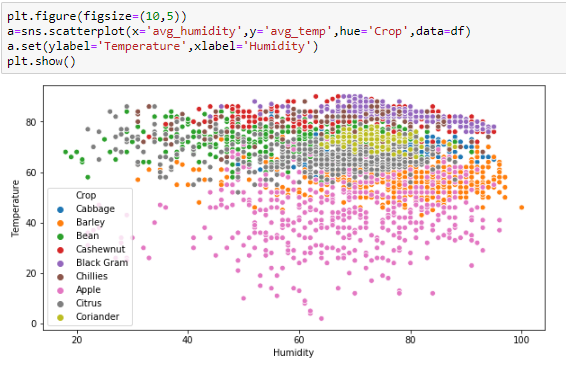 plt.figure(figsize=(10,5))
a=sns.scatterplot(x='avg_humidity',y='avg_temp',hue='Crop',data=df)
a.set(ylabel='Temperature',xlabel='Humidity')
plt.show()
80
60
40
20
0
Temperature
Crop
Cabbage
Barley
Bean
Cashewnut
Black Gram
Chillies
Apple
Citrus
Coriander
20 40 60 80 100
Humidity